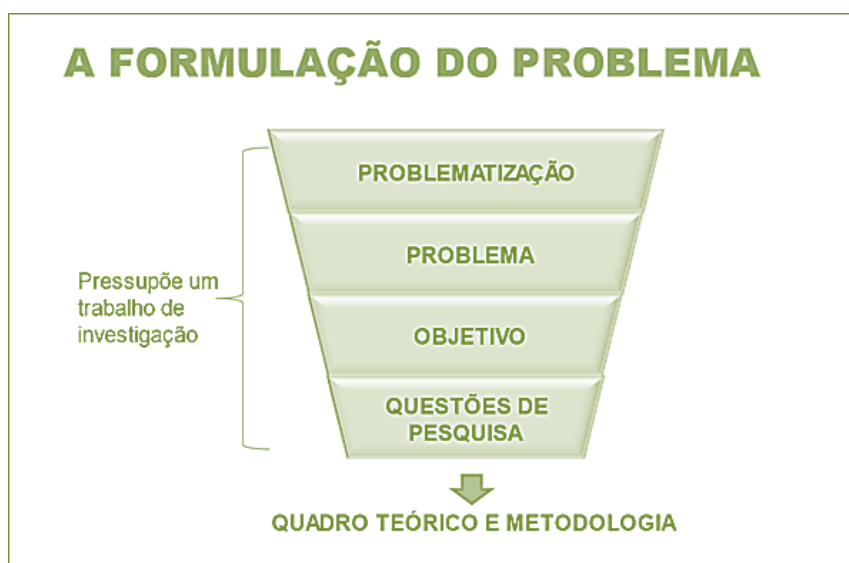 A FORMULAÇÃO DO PROBLEMA
PROBLEMATIZAÇÃO
PROBLEMA
Pressupõe um
trabalho de
investigação
OBJETIVO
QUESTÕES DE
PESQUISA
QUADRO TEÓRICO E METODOLOGIA